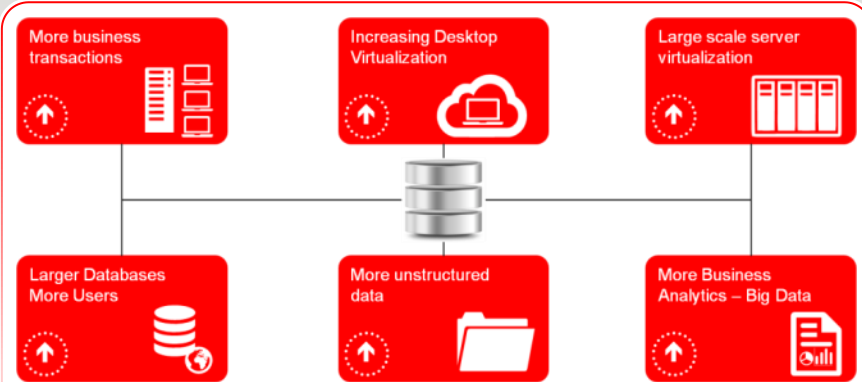 More business
transactions
Increasing Desktop
Virtualization
Large scale server
virtualization
Larger Databases
More Users
More unstructured
data
More Business
Analytics – Big Data